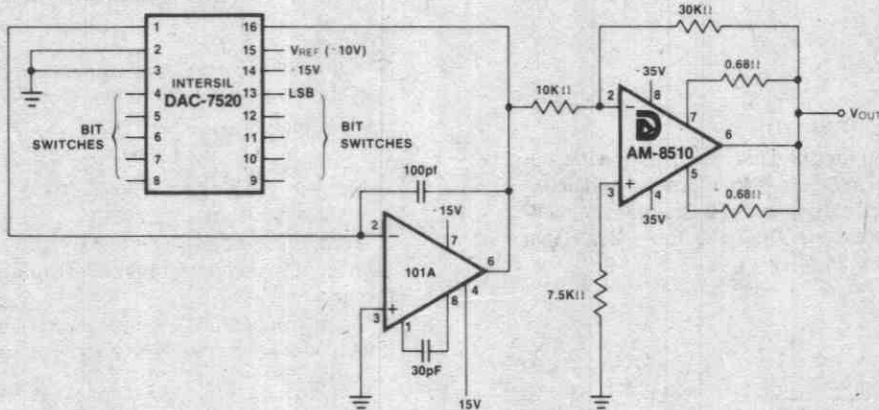 1
2
3
4
5
6
7
8
INTERSIL
DAC-7520
16
15
14
13
12
11
10
9
VREF (-10V)
-15V
LSB
BIT
SWITCHES
BIT
SWITCHES
100pf
2
3
-15V
7
101A
6
8
4
1
30pF
15V
10KΩ
30KΩ
-35V
8
0.68Ω
2
7
D
AM-8510
6
VOUT
3
5
4
35V
0.68Ω
7.5KΩ